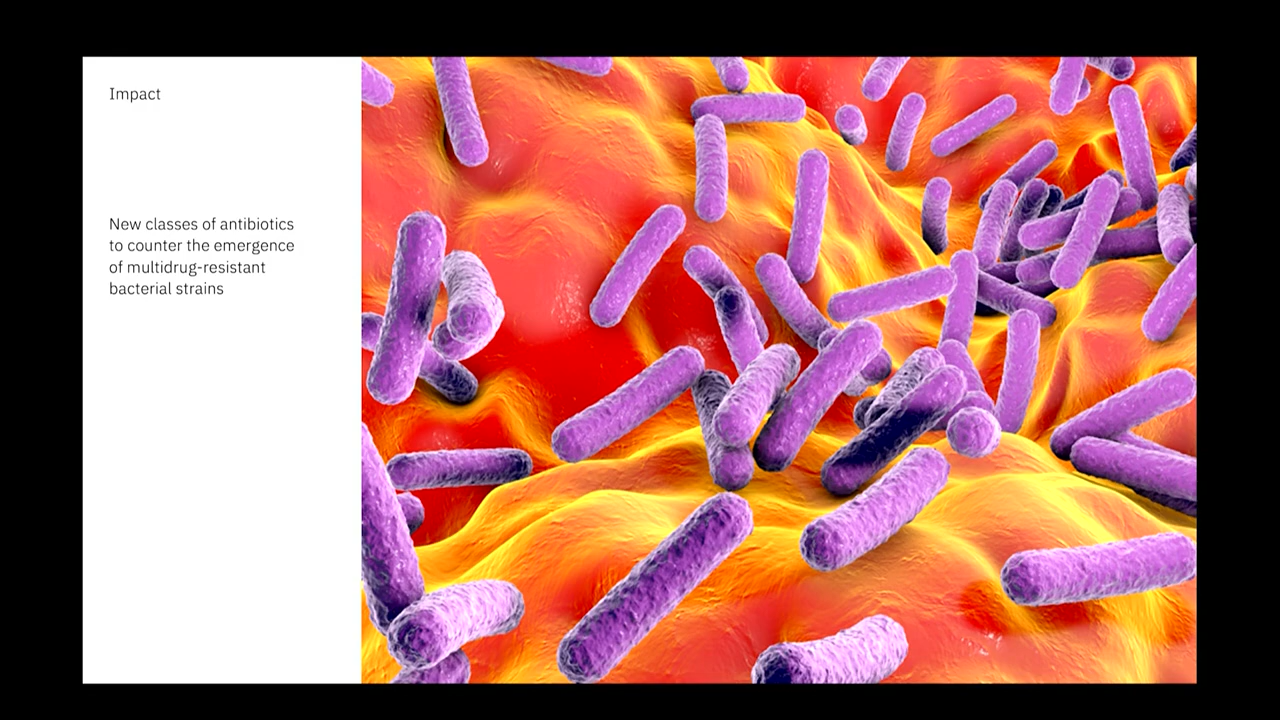 Impact
New classes of antibiotics
to counter the emergence
of multidrug-resistant
bacterial strains